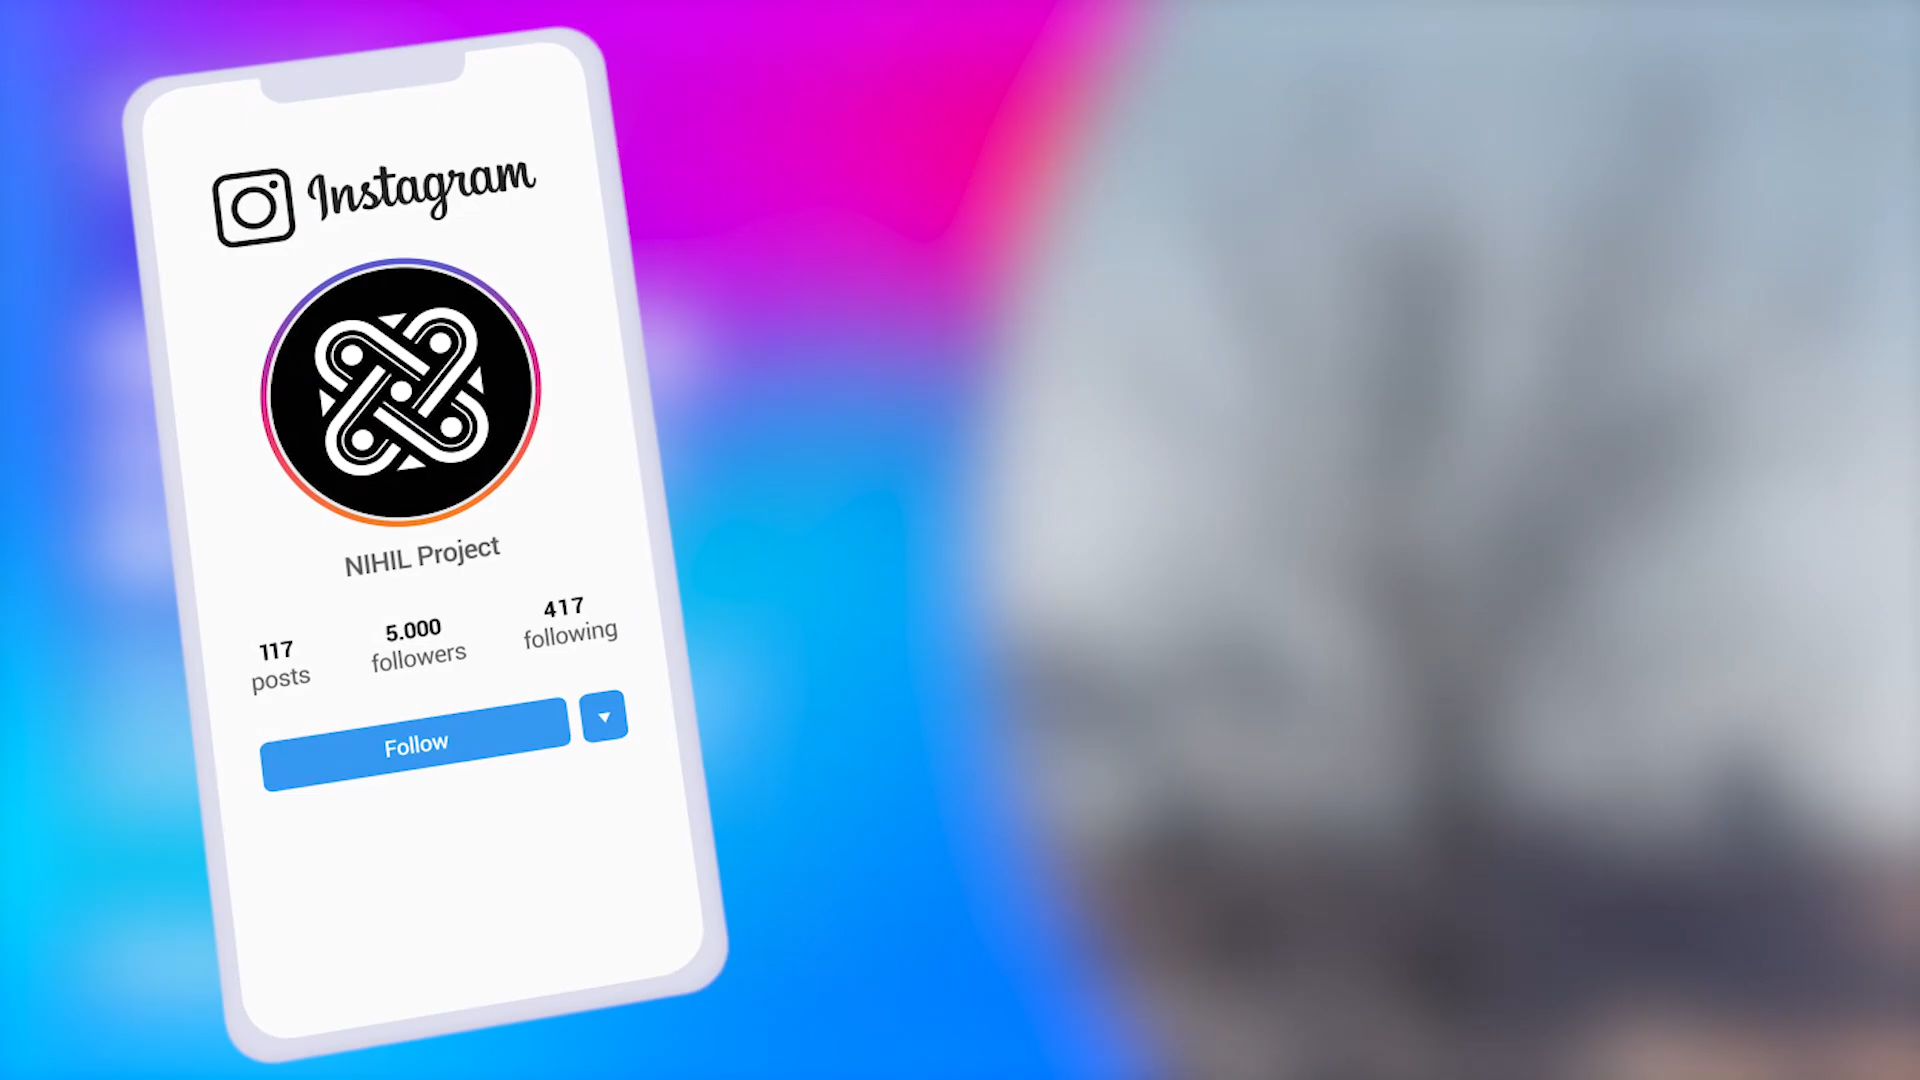 Instagram
NIHIL Project
117
posts
5.000
followers
417
following
Follow